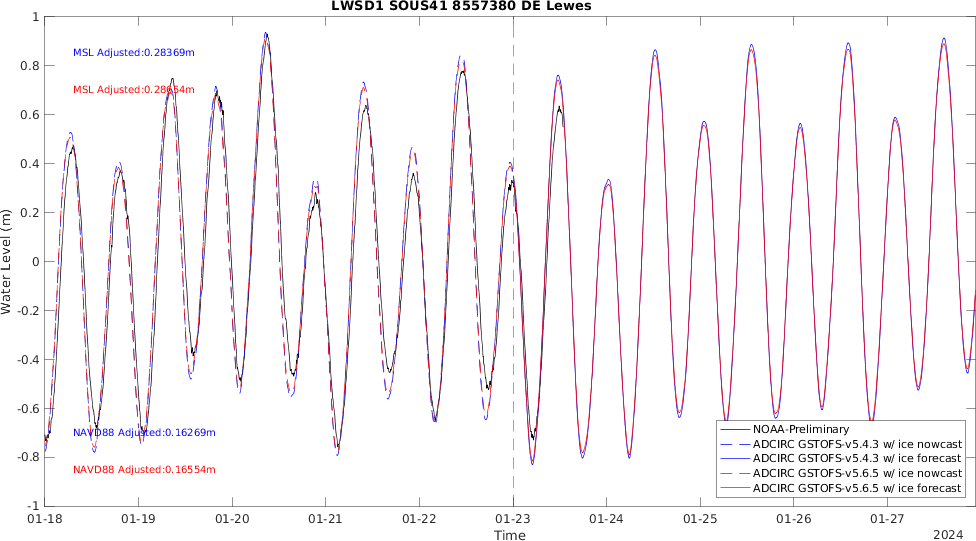 LWSD1 SOUS41 8557380 DE Lewes
1
0.8
0.6
0.4
0.2
0
-0.2
-0.4
-0.6
-0.8
-1
Water Level (m)
MSL Adjusted:0.28369m
MSL Adjusted:0.28654m
NAVD88 Adjusted:0.16269m
NAVD88 Adjusted:0.16554m
NOAA-Preliminary
ADCIRC GSTOFS-v5.4.3 w/ ice nowcast
ADCIRC GSTOFS-v5.4.3 w/ ice forecast
ADCIRC GSTOFS-v5.6.5 w/ ice nowcast
ADCIRC GSTOFS-v5.6.5 w/ ice forecast
01-18 01-19 01-20 01-21 01-22 01-23 01-24 01-25 01-26 01-27
Time
2024